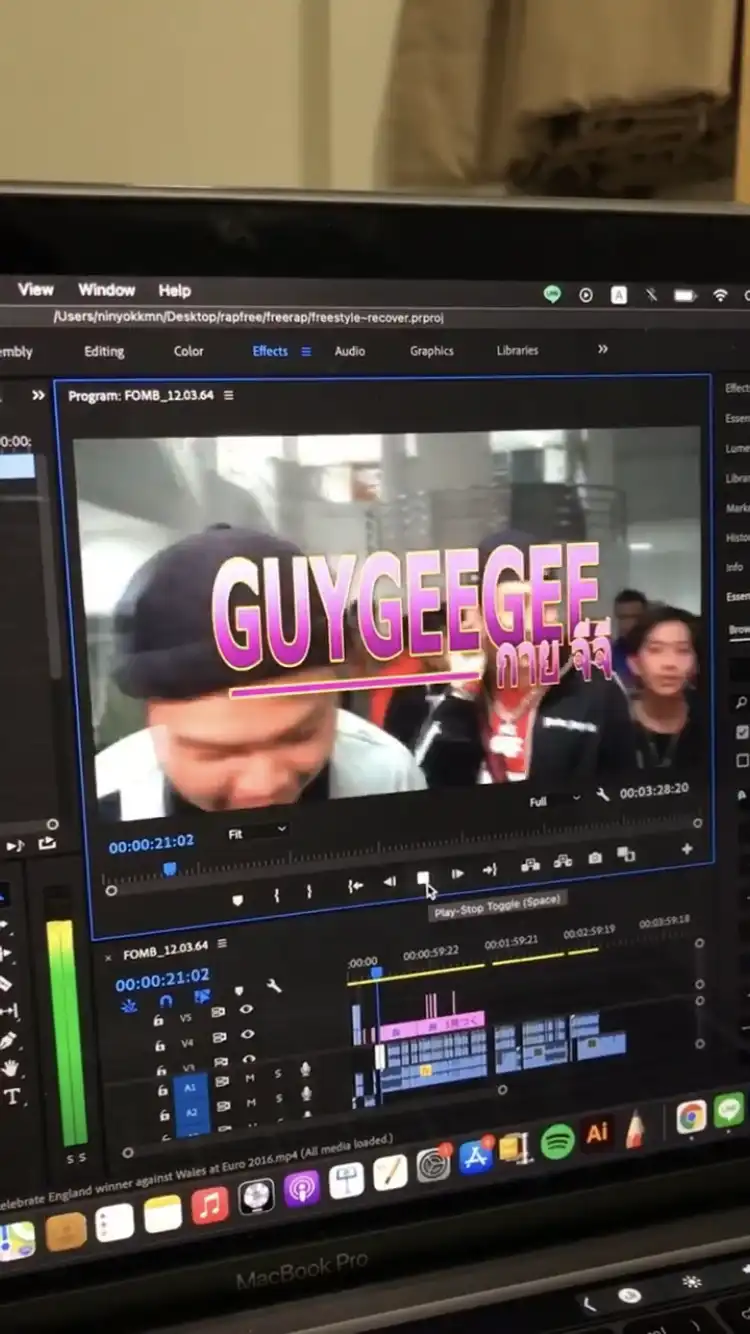 View Window Help
/Users/ninyokkmn/Desktop/rapfree/freerap/freestyle-recover.prproj
Editing Color Effects Audio Graphics Libraries
Program: FOMB_12.03.64
GUYGEEGEE
กาย จีจี
00:00:21:02
Fit
Full
00:03:28:20
Play-Stop Toggle (Space)
FOMB_12.03.64
00:00:21:02
:00:00 00:00:59:22 00:01:59:21 00:02:59:19 00:03:59:18
V5
V4
V3
A1 M S
A2 M S
S S
elebrate England winner against Wales at Euro 2016.mp4 (All media loaded.)
Info
Ai
LINE
MacBook Pro